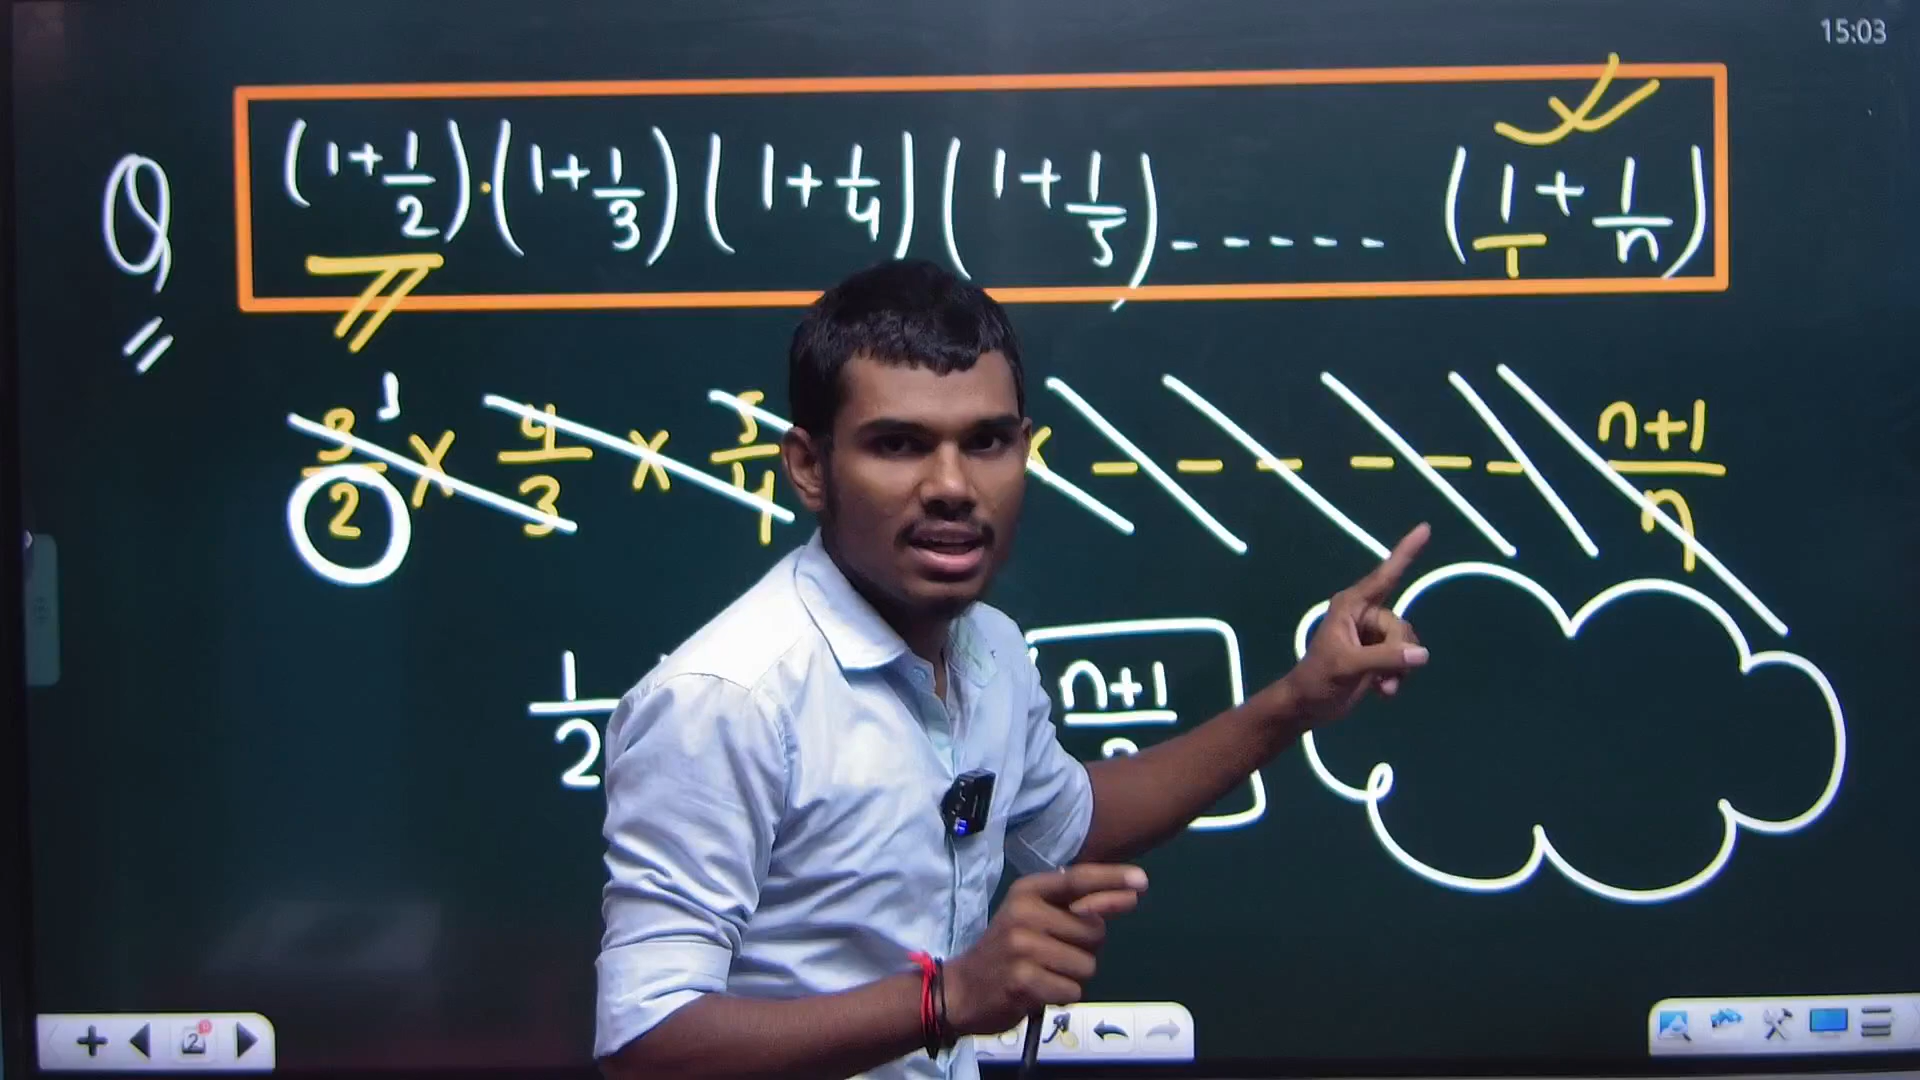 15:03
Q (1+1/2)·(1+1/3)(1+1/4)(1+1/5)------(1/1+1/n)
3/2 × 4/3 × 5/4 × ------ n+1/n
1/2 n+1
2